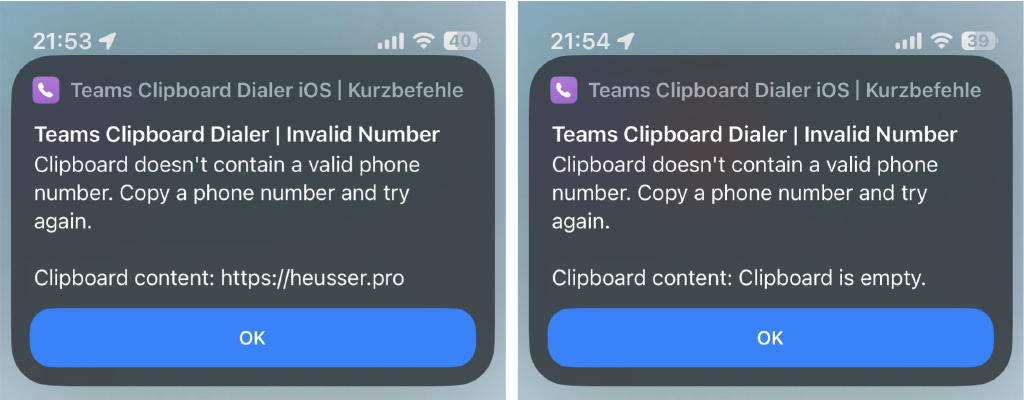 21:53
40
Teams Clipboard Dialer iOS | Kurzbefehle
Teams Clipboard Dialer | Invalid Number
Clipboard doesn't contain a valid phone
number. Copy a phone number and try
again.
Clipboard content: https://heusser.pro
OK
21:54
39
Teams Clipboard Dialer iOS | Kurzbefehle
Teams Clipboard Dialer | Invalid Number
Clipboard doesn't contain a valid phone
number. Copy a phone number and try
again.
Clipboard content: Clipboard is empty.
OK